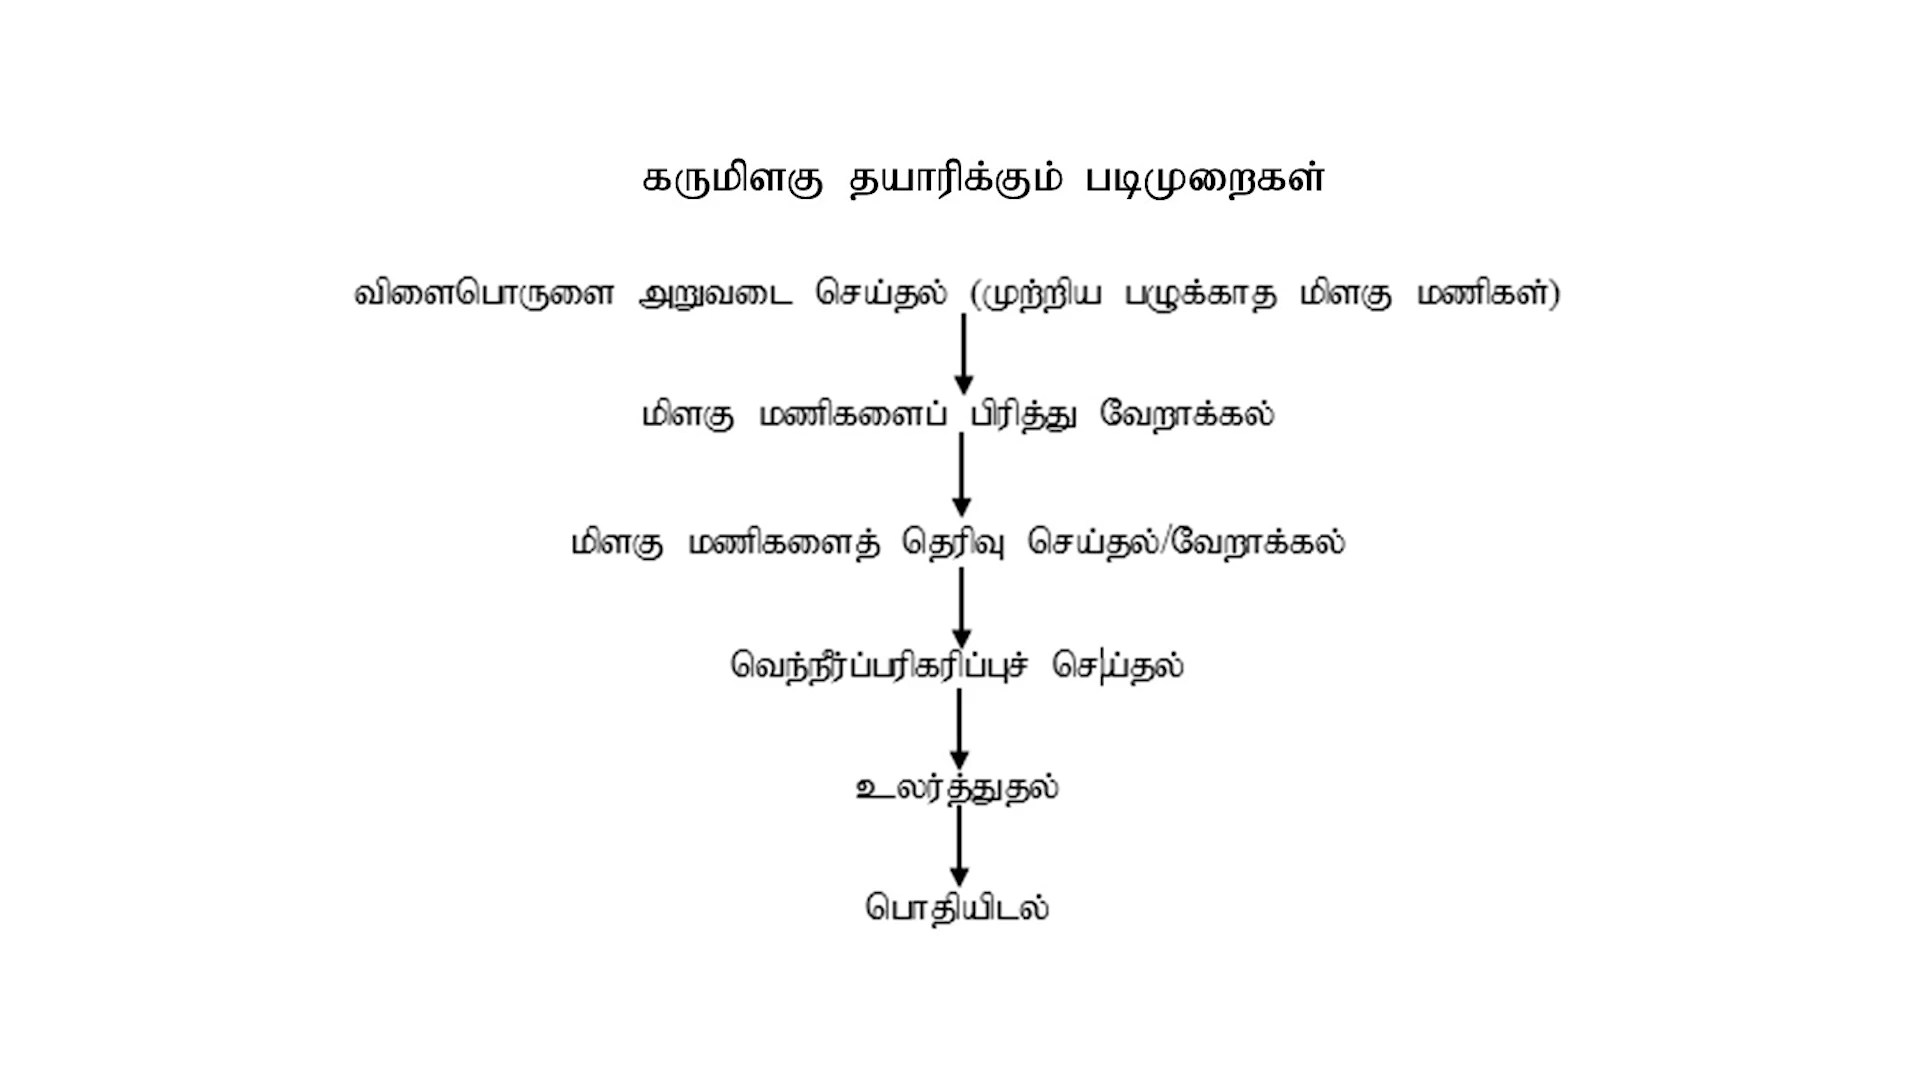 கருமிளகு தயாரிக்கும் படிமுறைகள்
விளைபொருளை அறுவடை செய்தல் (முற்றிய பழுக்காத மிளகு மணிகள்)
மிளகு மணிகளைப் பிரித்து வேறாக்கல்
மிளகு மணிகளைத் தெரிவு செய்தல்/வேறாக்கல்
வெந்நீர்ப்பரிகரிப்புச் செய்தல்
உலர்த்துதல்
பொதியிடல்